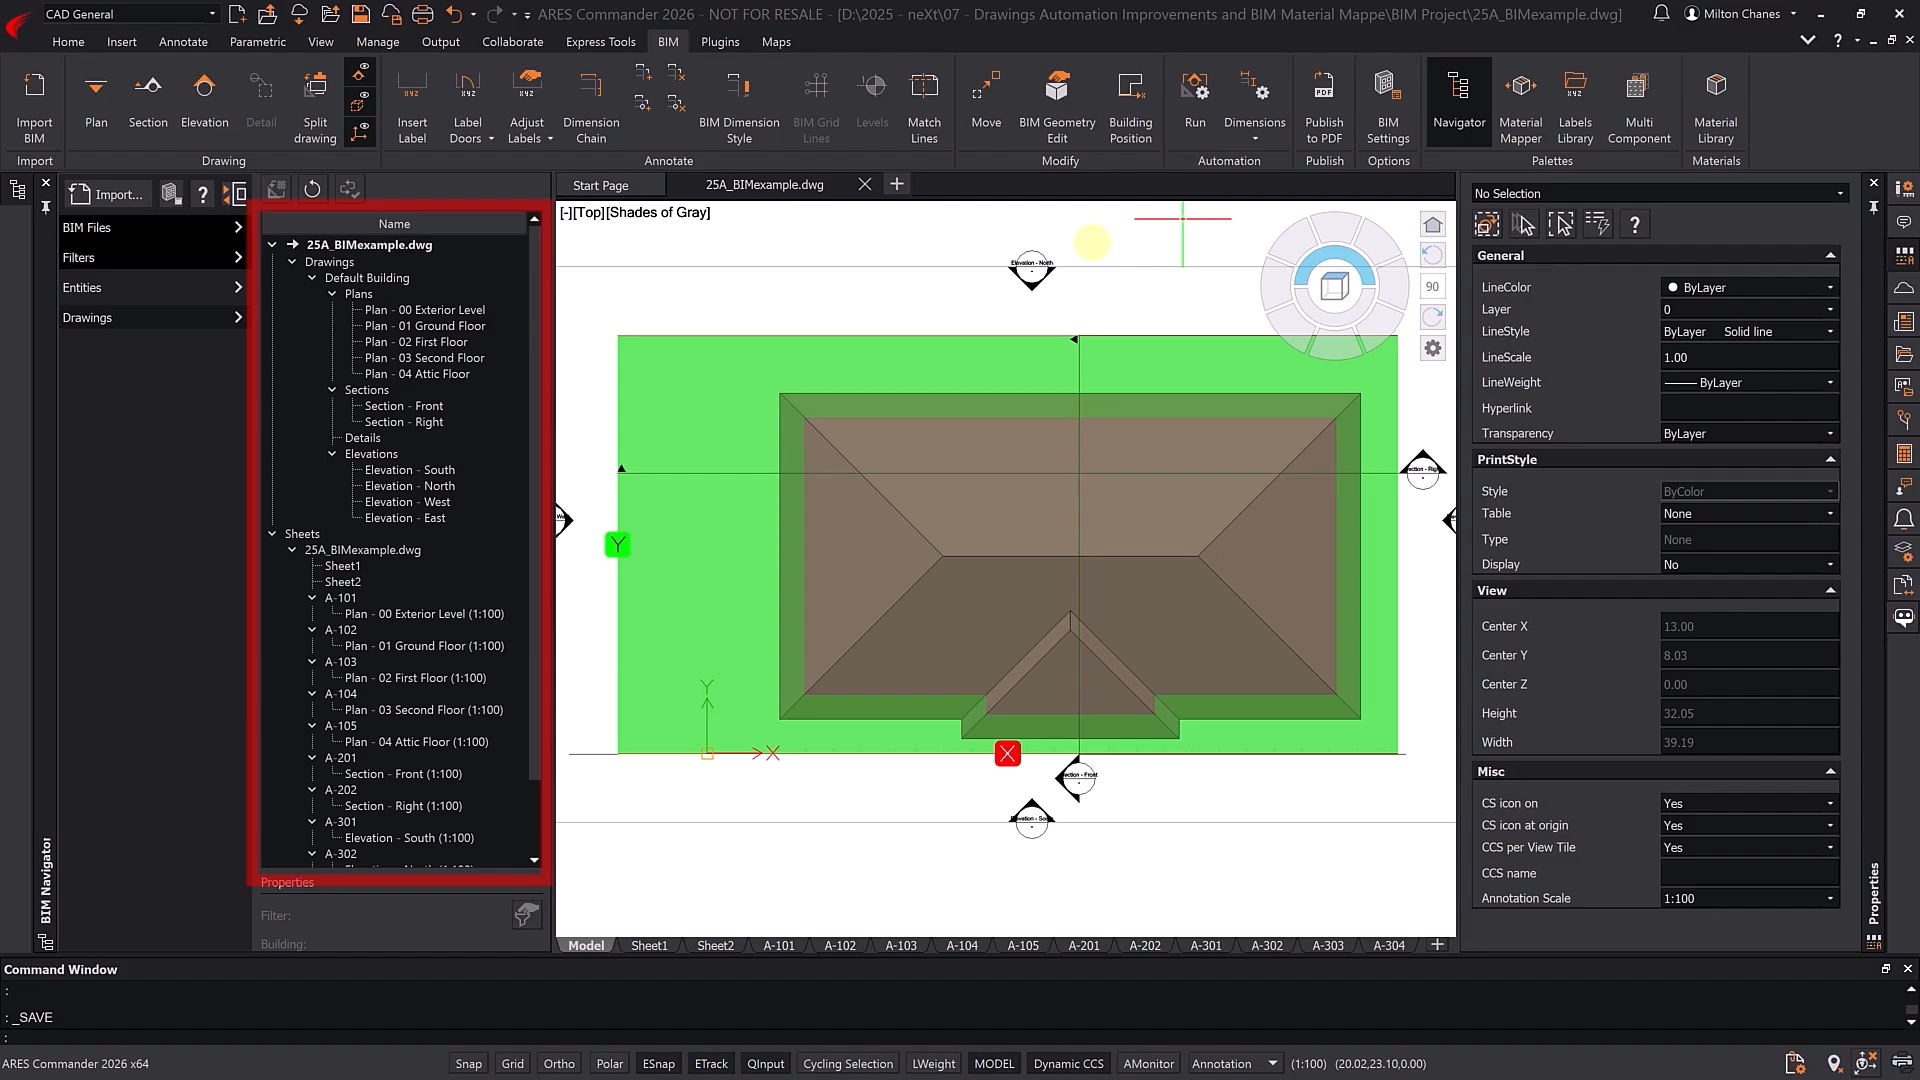 CAD General
ARES Commander 2026 - NOT FOR RESALE - [D:\2025 - neXt\07 - Drawings Automation Improvements and BIM Material Mappe\BIM Project\25A_BIMexample.dwg]
Milton Chanes
Home Insert Annotate Parametric View Manage Output Collaborate Express Tools BIM Plugins Maps
Import BIM
Plan
Section
Elevation
Detail
Split drawing
Insert Label
Label Doors
Adjust Labels
Dimension Chain
BIM Dimension Style
BIM Grid Lines
Levels
Match Lines
Move
BIM Geometry Edit
Building Position
Run
Dimensions
Publish to PDF
BIM Settings
Navigator
Material Mapper
Labels Library
Multi Component
Material Library
Import Drawing Annotate Modify Automation Publish Options Palettes Materials
Import...
BIM Files
Filters
Entities
Drawings
BIM Navigator
Name
25A_BIMexample.dwg
Drawings
Default Building
Plans
Plan - 00 Exterior Level
Plan - 01 Ground Floor
Plan - 02 First Floor
Plan - 03 Second Floor
Plan - 04 Attic Floor
Sections
Section - Front
Section - Right
Details
Elevations
Elevation - South
Elevation - North
Elevation - West
Elevation - East
Sheets
25A_BIMexample.dwg
Sheet1
Sheet2
A-101
Plan - 00 Exterior Level (1:100)
A-102
Plan - 01 Ground Floor (1:100)
A-103
Plan - 02 First Floor (1:100)
A-104
Plan - 03 Second Floor (1:100)
A-105
Plan - 04 Attic Floor (1:100)
A-201
Section - Front (1:100)
A-202
Section - Right (1:100)
A-301
Elevation - South (1:100)
A-302
Properties
Filter:
Building:
Start Page
25A_BIMexample.dwg
[-][Top][Shades of Gray]
Elevation - North
90
Y
Y
X
X
Model Sheet1 Sheet2 A-101 A-102 A-103 A-104 A-105 A-201 A-202 A-301 A-302 A-303 A-304
No Selection
General
LineColor ByLayer
Layer 0
LineStyle ByLayer Solid line
LineScale 1.00
LineWeight ByLayer
Hyperlink
Transparency ByLayer
PrintStyle
Style ByColor
Table None
Type None
Display No
View
Center X 13.00
Center Y 8.03
Center Z 0.00
Height 32.05
Width 39.19
Misc
CS icon on Yes
CS icon at origin Yes
CCS per View Tile Yes
CCS name
Annotation Scale 1:100
Properties
Command Window
:
: _SAVE
:
ARES Commander 2026 x64
Snap Grid Ortho Polar ESnap ETrack QInput Cycling Selection LWeight MODEL Dynamic CCS AMonitor Annotation (1:100) (20.02,23.10,0.00)